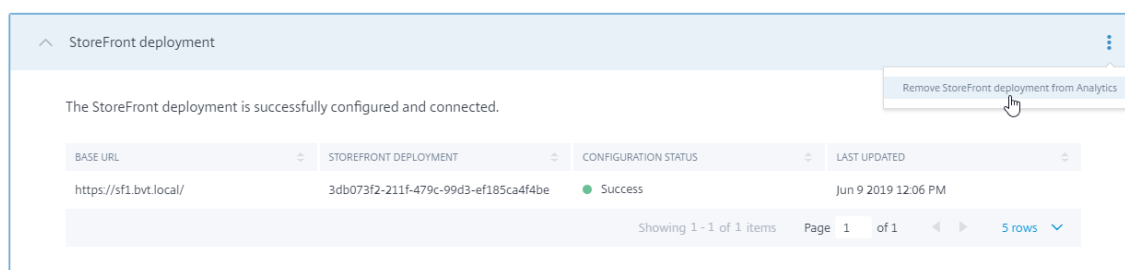 StoreFront deployment
Remove StoreFront deployment from Analytics
The StoreFront deployment is successfully configured and connected.
BASE URL STOREFRONT DEPLOYMENT CONFIGURATION STATUS LAST UPDATED
https://sf1.bvt.local/ 3db073f2-211f-479c-99d3-ef185ca4f4be Success Jun 9 2019 12:06 PM
Showing 1 - 1 of 1 items Page 1 of 1 5 rows